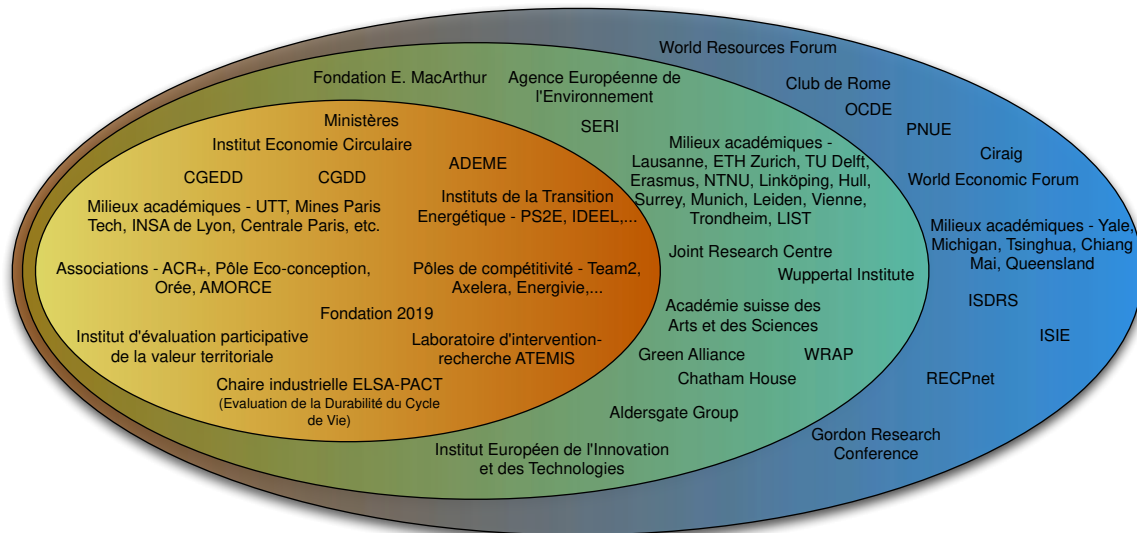 World Resources Forum
Fondation E. MacArthur
Agence Européenne de
l'Environnement
Club de Rome
OCDE
PNUE
SERI
Ministères
Institut Economie Circulaire
ADEME
CGEDD
CGDD
Milieux académiques -
Lausanne, ETH Zurich, TU Delft,
Erasmus, NTNU, Linköping, Hull,
Surrey, Munich, Leiden, Vienne,
Trondheim, LIST
Ciraig
World Economic Forum
Instituts de la Transition
Energétique - PS2E, IDEEL,...
Milieux académiques - UTT, Mines Paris
Tech, INSA de Lyon, Centrale Paris, etc.
Milieux académiques - Yale,
Michigan, Tsinghua, Chiang
Mai, Queensland
Joint Research Centre
Wuppertal Institute
Associations - ACR+, Pôle Eco-conception,
Orée, AMORCE
Pôles de compétitivité - Team2,
Axelera, Energivie,...
ISDRS
Fondation 2019
Académie suisse des
Arts et des Sciences
Institut d'évaluation participative
de la valeur territoriale
Laboratoire d'intervention-
recherche ATEMIS
ISIE
Green Alliance
WRAP
Chatham House
RECPnet
Chaire industrielle ELSA-PACT
(Evaluation de la Durabilité du Cycle
de Vie)
Aldersgate Group
Institut Européen de l'Innovation
et des Technologies
Gordon Research
Conference